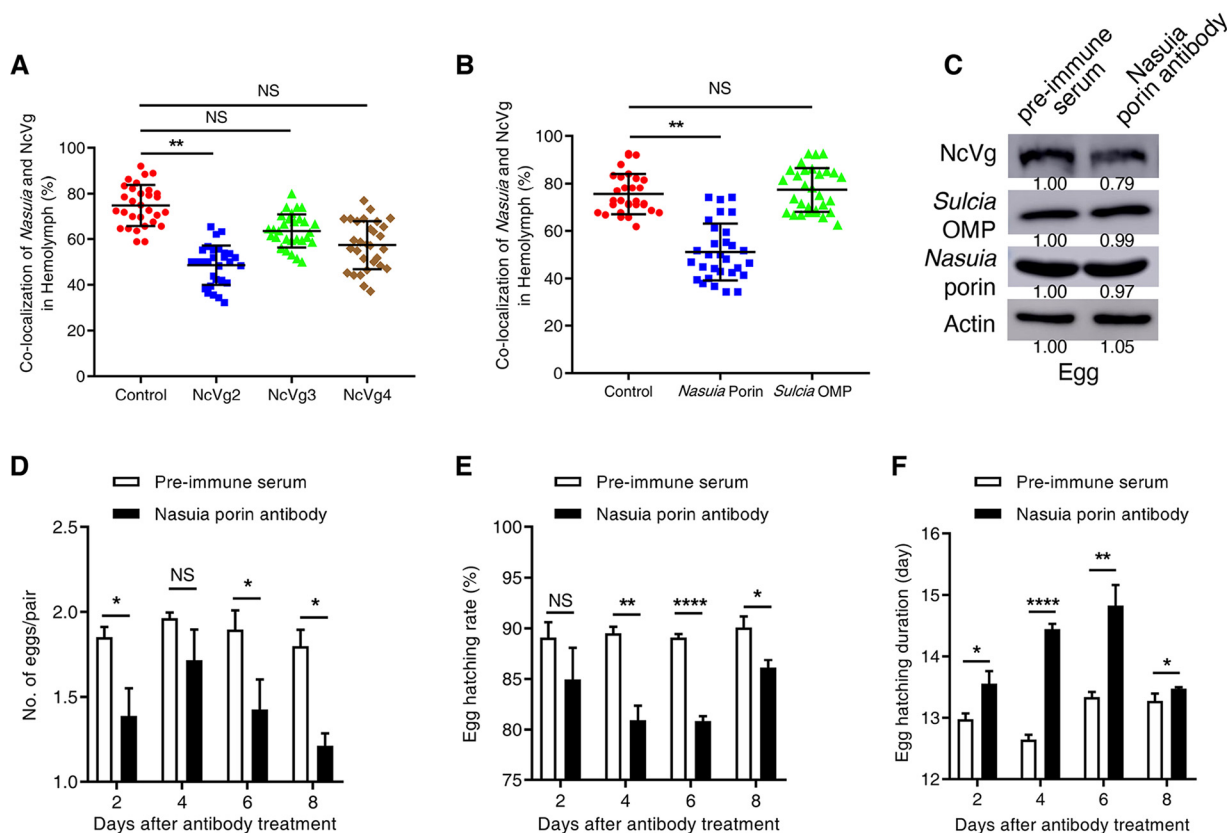 A
NS
NS
**
Co-localization of Nasuia and NcVg
in Hemolymph (%)
100
80
60
40
20
0
Control
NcVg2
NcVg3
NcVg4
B
NS
**
Co-localization of Nasuia and NcVg
in Hemolymph (%)
100
80
60
40
20
0
Control
Nasuia Porin
Sulcia OMP
C
pre-immune
serum
Nasuia
porin antibody
NcVg
1.00
0.79
Sulcia
OMP
1.00
0.99
Nasuia
porin
1.00
0.97
Actin
1.00
1.05
Egg
D
Pre-immune serum
Nasuia porin antibody
No. of eggs/pair
2.5
2.0
1.5
1.0
*
NS
*
*
2
4
6
8
Days after antibody treatment
E
Pre-immune serum
Nasuia porin antibody
Egg hatching rate (%)
100
95
90
85
80
75
NS
**
****
*
2
4
6
8
Days after antibody treatment
F
Pre-immune serum
Nasuia porin antibody
Egg hatching duration (day)
16
15
14
13
12
*
****
**
*
2
4
6
8
Days after antibody treatment